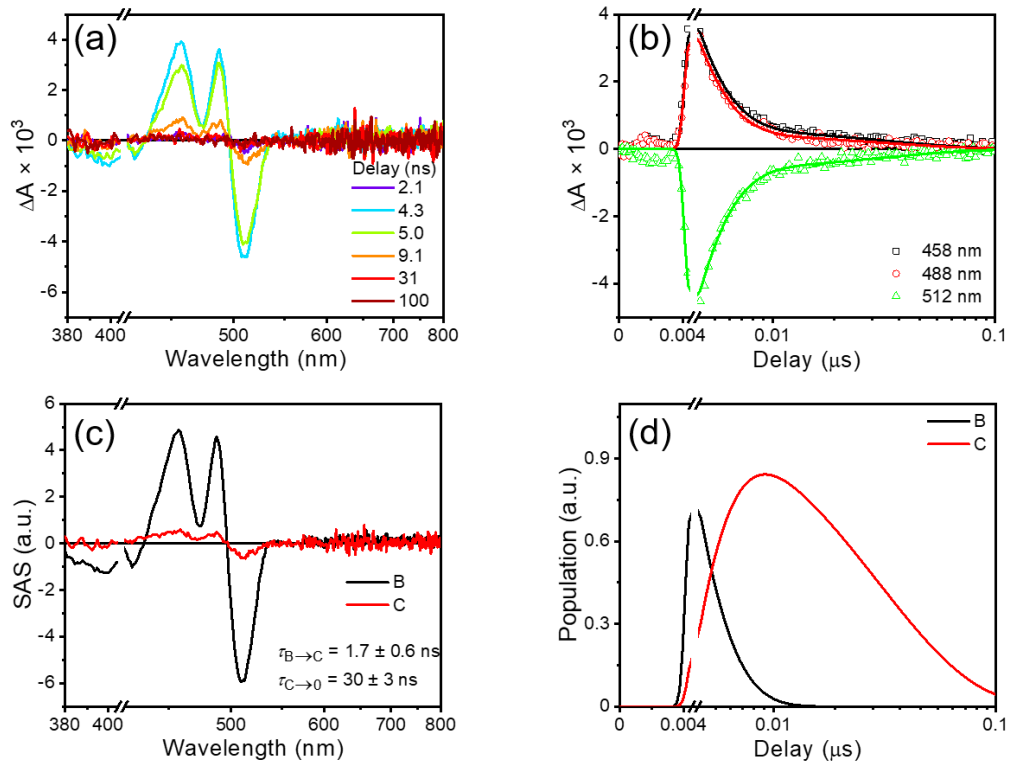 (a)
4
2
0
-2
-4
-6
ΔA × 10³
380
400
500
600
700
800
Wavelength (nm)
Delay (ns)
2.1
4.3
5.0
9.1
31
100
(b)
4
2
0
-2
-4
ΔA × 10³
0
0.004
0.01
0.1
Delay (μs)
458 nm
488 nm
512 nm
(c)
6
4
2
0
-2
-4
-6
SAS (a.u.)
380
400
500
600
700
800
Wavelength (nm)
B
C
τB→C = 1.7 ± 0.6 ns
τC→0 = 30 ± 3 ns
(d)
0.9
0.6
0.3
0
Population (a.u.)
0
0.004
0.01
0.1
Delay (μs)
B
C